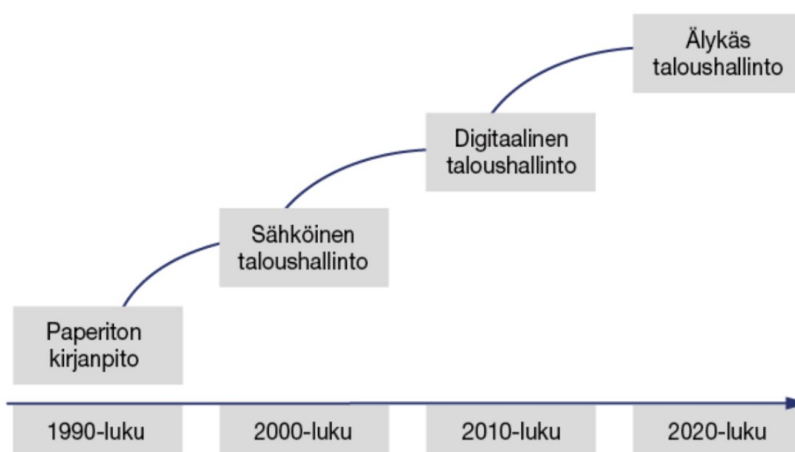 Älykäs
taloushallinto
Digitaalinen
taloushallinto
Sähköinen
taloushallinto
Paperiton
kirjanpito
1990-luku
2000-luku
2010-luku
2020-luku